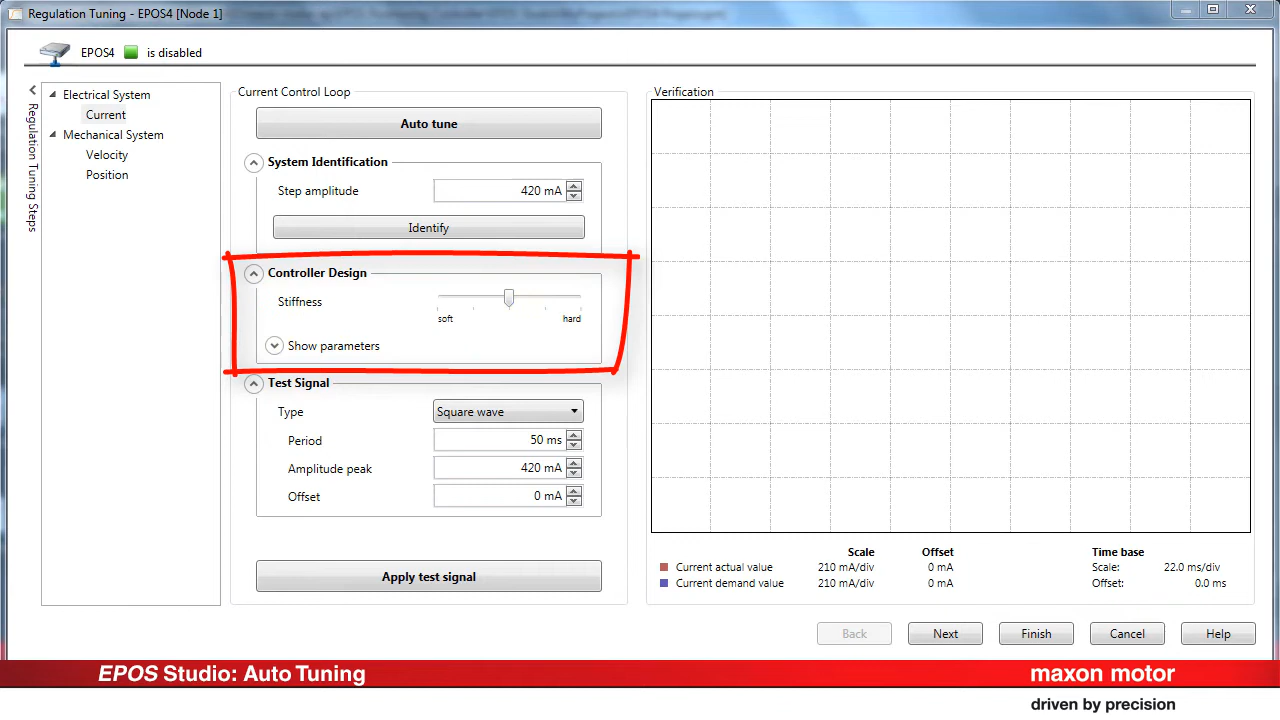 Regulation Tuning - EPOS4 [Node 1]
EPOS4 is disabled
Regulation Tuning Steps
Electrical System
Current
Mechanical System
Velocity
Position
Current Control Loop
Auto tune
System Identification
Step amplitude 420 mA
Identify
Controller Design
Stiffness
soft hard
Show parameters
Test Signal
Type Square wave
Period 50 ms
Amplitude peak 420 mA
Offset 0 mA
Apply test signal
Verification
Scale Offset Time base
Current actual value 210 mA/div 0 mA Scale: 22.0 ms/div
Current demand value 210 mA/div 0 mA Offset: 0.0 ms
Back Next Finish Cancel Help
EPOS Studio: Auto Tuning
maxon motor
driven by precision